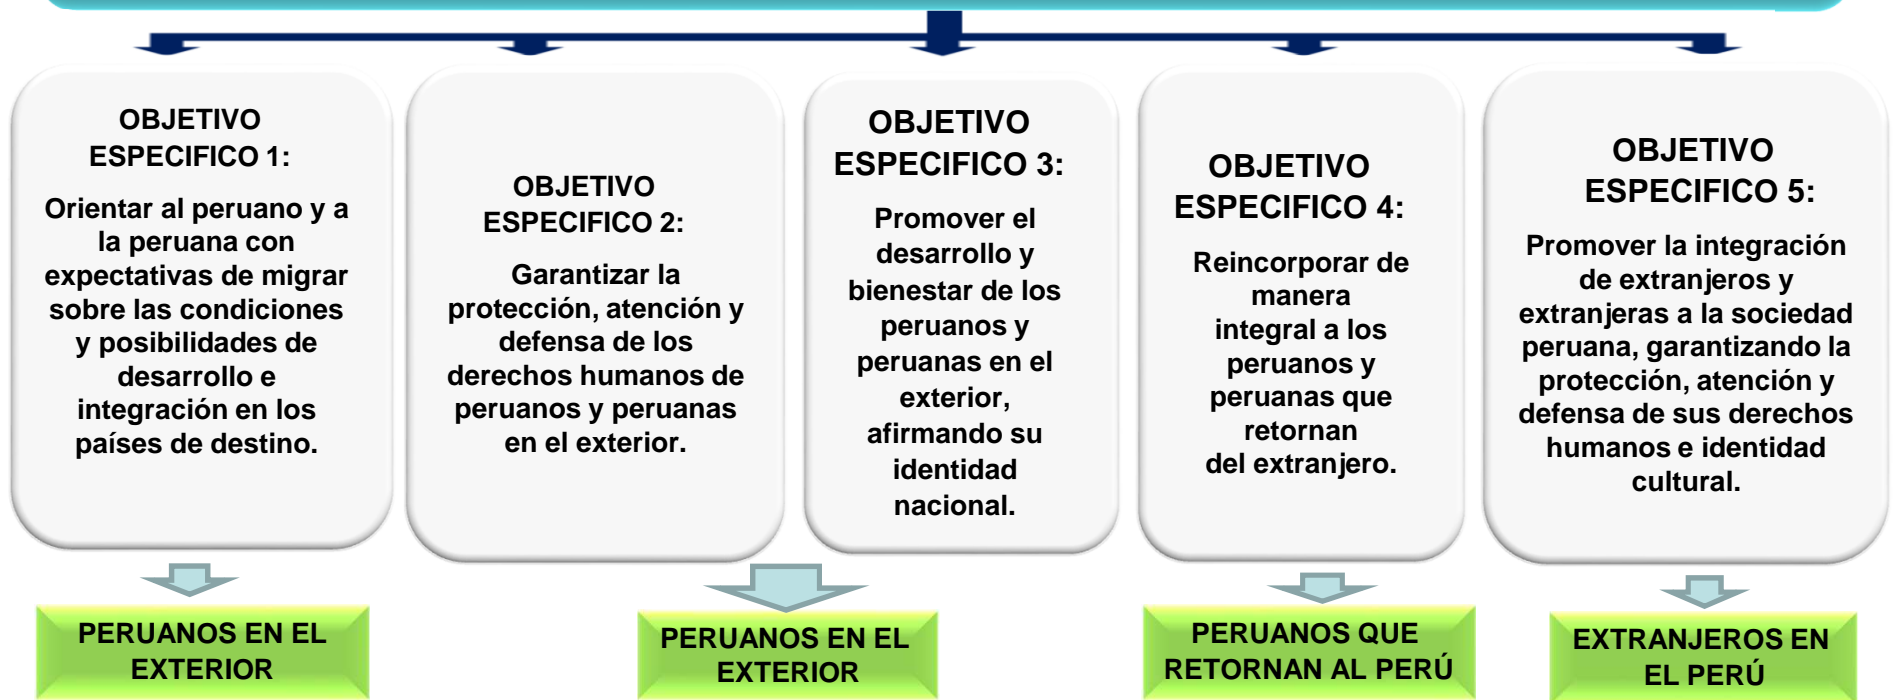 OBJETIVO
ESPECIFICO 1:
Orientar al peruano y a
la peruana con
expectativas de migrar
sobre las condiciones
y posibilidades de
desarrollo e
integración en los
países de destino.
OBJETIVO
ESPECIFICO 2:
Garantizar la
protección, atención y
defensa de los
derechos humanos de
peruanos y peruanas
en el exterior.
OBJETIVO
ESPECIFICO 3:
Promover el
desarrollo y
bienestar de los
peruanos y
peruanas en el
exterior,
afirmando su
identidad
nacional.
OBJETIVO
ESPECIFICO 4:
Reincorporar de
manera
integral a los
peruanos y
peruanas que
retornan
del extranjero.
OBJETIVO
ESPECIFICO 5:
Promover la integración
de extranjeros y
extranjeras a la sociedad
peruana, garantizando la
protección, atención y
defensa de sus derechos
humanos e identidad
cultural.
PERUANOS EN EL
EXTERIOR
PERUANOS EN EL
EXTERIOR
PERUANOS QUE
RETORNAN AL PERÚ
EXTRANJEROS EN
EL PERÚ